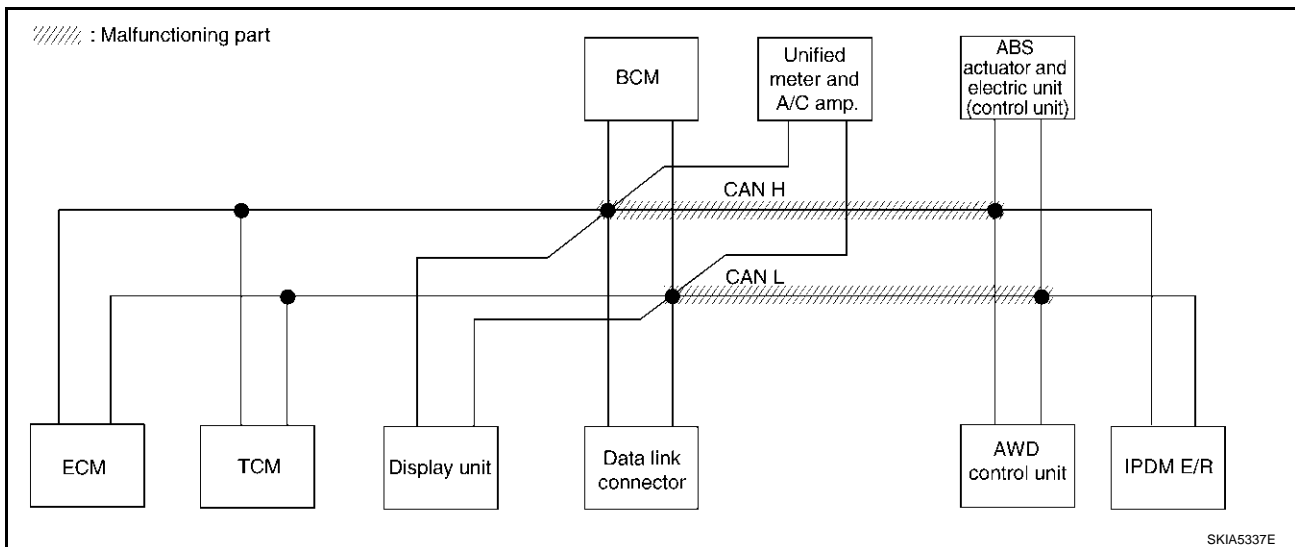 : Malfunctioning part
BCM
Unified
meter and
A/C amp.
ABS
actuator and
electric unit
(control unit)
CAN H
CAN L
ECM
TCM
Display unit
Data link
connector
AWD
control unit
IPDM E/R
SKIA5337E